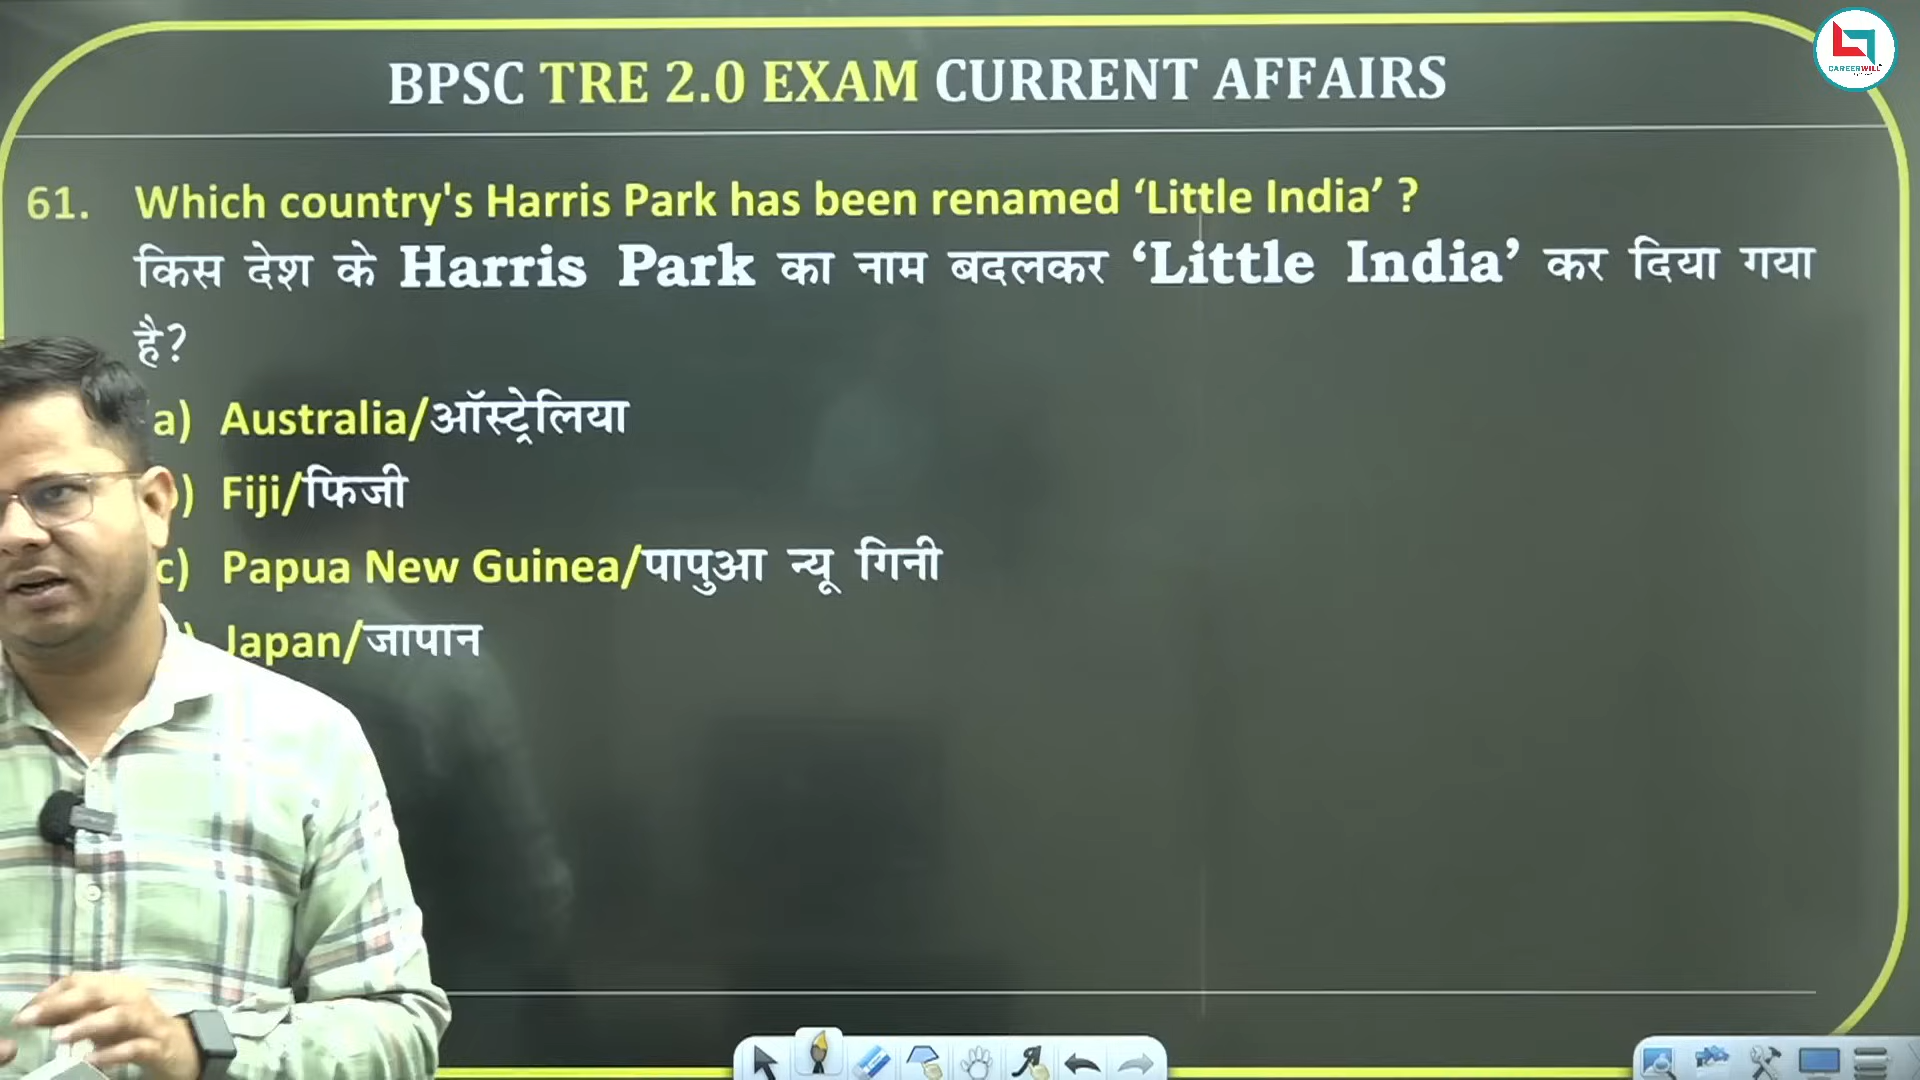 CAREERWILL
BPSC TRE 2.0 EXAM CURRENT AFFAIRS
61. Which country's Harris Park has been renamed ‘Little India’ ?
किस देश के Harris Park का नाम बदलकर ‘Little India’ कर दिया गया
है?
a) Australia/ऑस्ट्रेलिया
) Fiji/फिजी
c) Papua New Guinea/पापुआ न्यू गिनी
) Japan/जापान